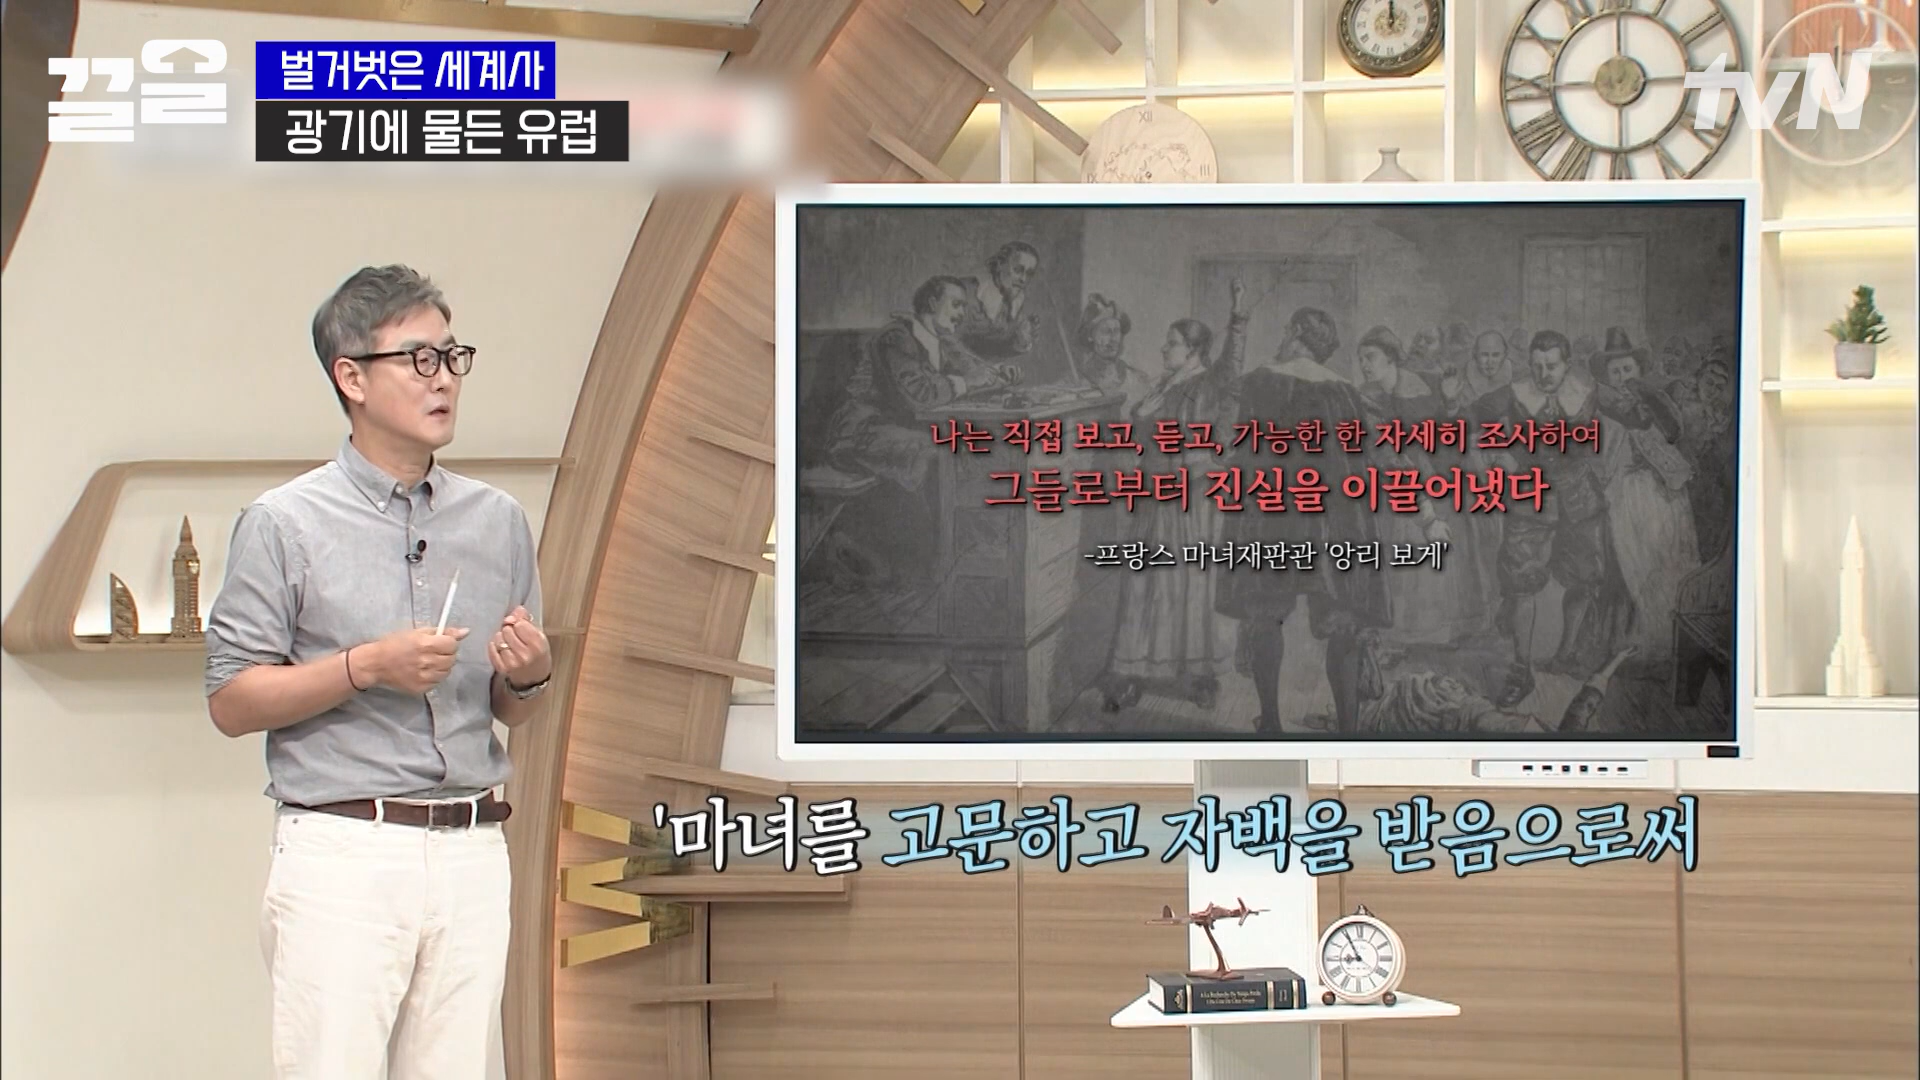 끌올
벌거벗은 세계사
광기에 물든 유럽
tvN
XII
III
IX
나는 직접 보고, 듣고, 가능한 한 자세히 조사하여
그들로부터 진실을 이끌어냈다
-프랑스 마녀재판관 '앙리 보게'
'마녀를 고문하고 자백을 받음으로써